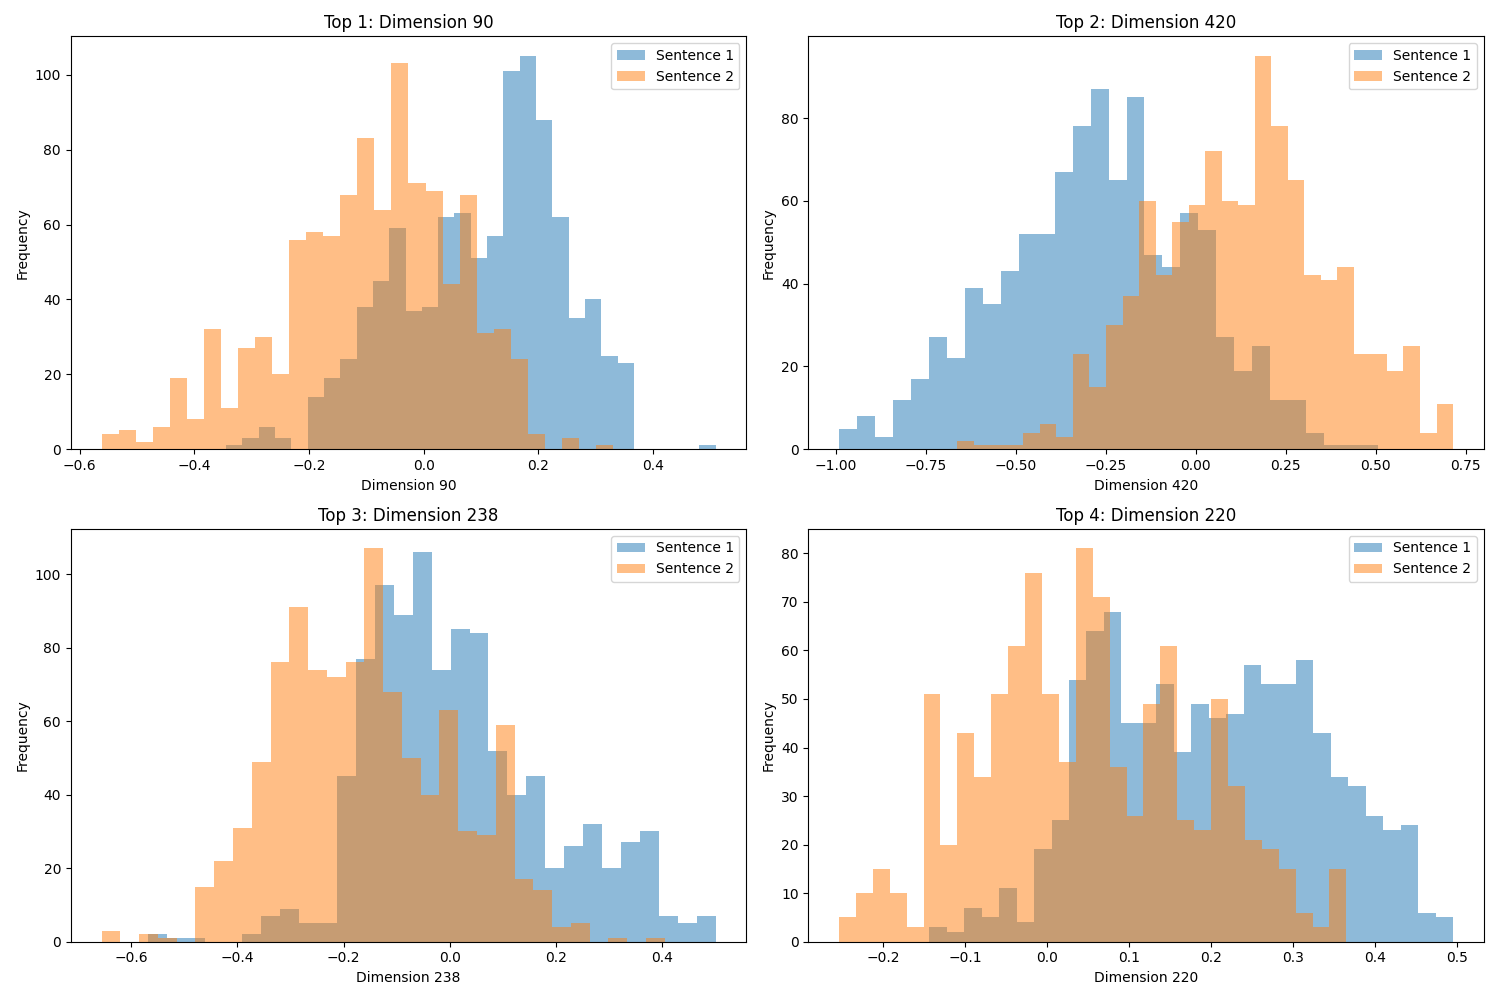 Top 1: Dimension 90
Sentence 1
Sentence 2
Frequency
100
80
60
40
20
0
−0.6
−0.4
−0.2
0.0
0.2
0.4
Dimension 90
Top 2: Dimension 420
Sentence 1
Sentence 2
Frequency
80
60
40
20
0
−1.00
−0.75
−0.50
−0.25
0.00
0.25
0.50
0.75
Dimension 420
Top 3: Dimension 238
Sentence 1
Sentence 2
Frequency
100
80
60
40
20
0
−0.6
−0.4
−0.2
0.0
0.2
0.4
Dimension 238
Top 4: Dimension 220
Sentence 1
Sentence 2
Frequency
80
70
60
50
40
30
20
10
0
−0.2
−0.1
0.0
0.1
0.2
0.3
0.4
0.5
Dimension 220